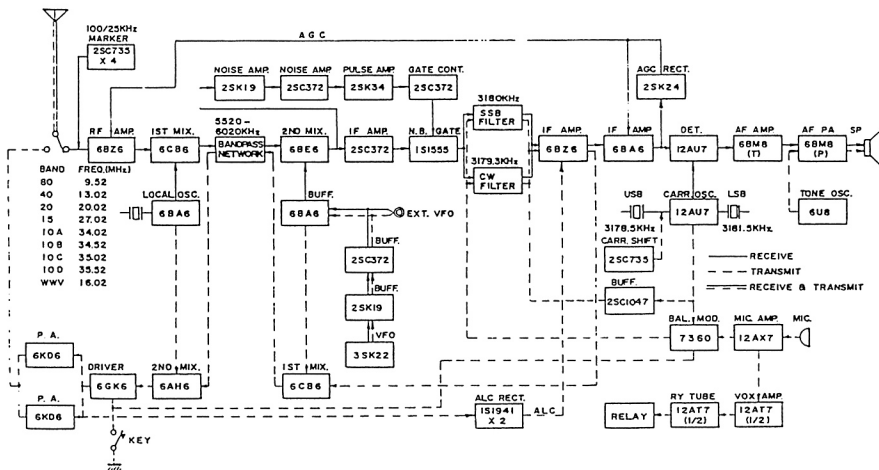 100/25KHz
MARKER
2SC735
X 4
A G C
NOISE AMP.
NOISE AMP
PULSE AMP.
GATE CONT.
AGC RECT.
2SK19
2SC372
2SK34
2SC372
2SK24
3180KHz
SSB
FILTER
RF AMP.
1ST MIX.
5520-
6020KHz
2ND MIX.
IF AMP.
N.B. GATE
IF AMP
IF AMP
DET.
AF AMP
AF PA
SP
6BZ6
6CB6
BANDPASS
NETWORK
6BE6
2SC372
1S1555
6BZ6
6BA6
12AU7
6BM8
(T)
6BM8
(P)
3179.3KHz
CW
FILTER
BAND FREQ.(MHz)
80 9.52
40 13.02
20 20.02
15 27.02
10A 34.02
10B 34.52
10C 35.02
10D 35.52
WWV 16.02
LOCAL OSC.
6BA6
BUFF.
6BA6
EXT. VFO
USB
CARR. OSC.
LSB
12AU7
3178.5KHz
3181.5KHz
TONE OSC.
6U8
BUFF.
2SC372
CARR. SHIFT
2SC735
RECEIVE
TRANSMIT
RECEIVE & TRANSMIT
BUFF.
2SK19
BUFF.
2SC1047
VFO
3SK22
BAL. MOD.
7360
MIC. AMP.
12AX7
MIC.
P. A.
6KD6
DRIVER
6GK6
2ND MIX.
6AH6
1ST MIX.
6CB6
P. A.
6KD6
ALC RECT.
1S1941
X 2
ALC
RELAY
RY TUBE
12AT7
(1/2)
VOX AMP.
12AT7
(1/2)
KEY